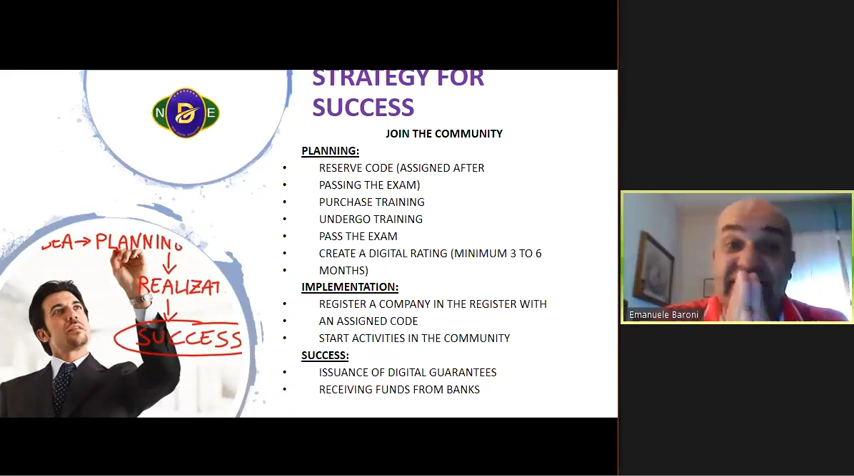 STRATEGY FOR
SUCCESS
N D E
JOIN THE COMMUNITY
PLANNING:
• RESERVE CODE (ASSIGNED AFTER
• PASSING THE EXAM)
• PURCHASE TRAINING
• UNDERGO TRAINING
• PASS THE EXAM
• CREATE A DIGITAL RATING (MINIMUM 3 TO 6
• MONTHS)
IMPLEMENTATION:
• REGISTER A COMPANY IN THE REGISTER WITH
• AN ASSIGNED CODE
• START ACTIVITIES IN THE COMMUNITY
SUCCESS:
• ISSUANCE OF DIGITAL GUARANTEES
• RECEIVING FUNDS FROM BANKS
DEA→PLANNING
REALIZAT
SUCCESS
Emanuele Baroni